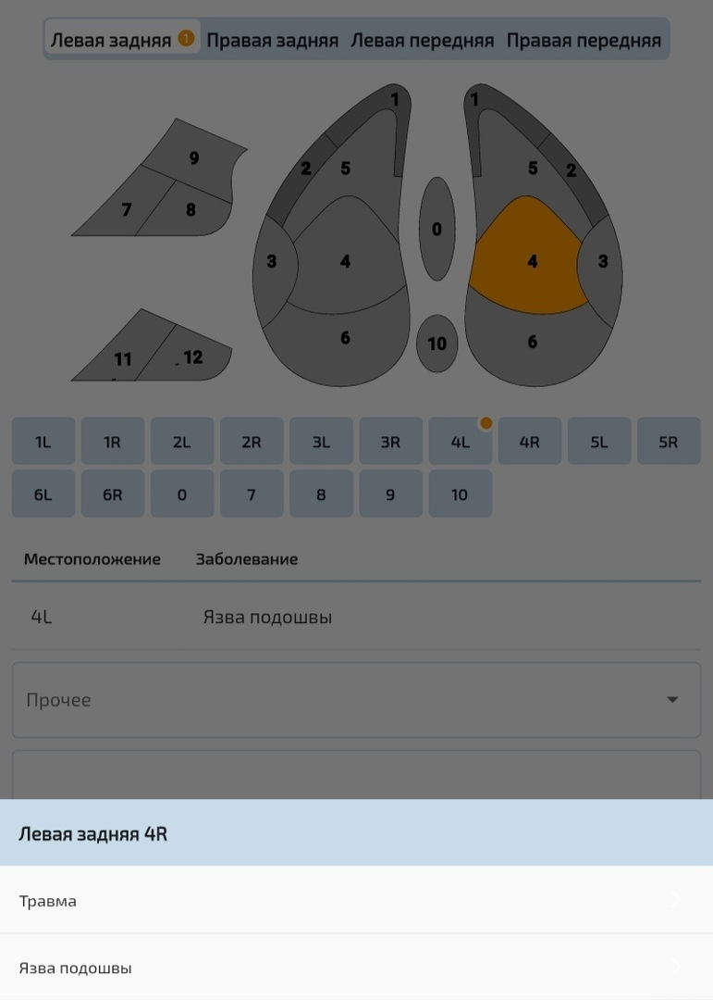 Левая задняя 1 Правая задняя Левая передняя Правая передняя
1 1
9 2 5 5 2
7 8 0
3 4 4 3
6 10 6
11 12
1L 1R 2L 2R 3L 3R 4L 4R 5L 5R
6L 6R 0 7 8 9 10
Местоположение Заболевание
4L Язва подошвы
Прочее
Левая задняя 4R
Травма
Язва подошвы